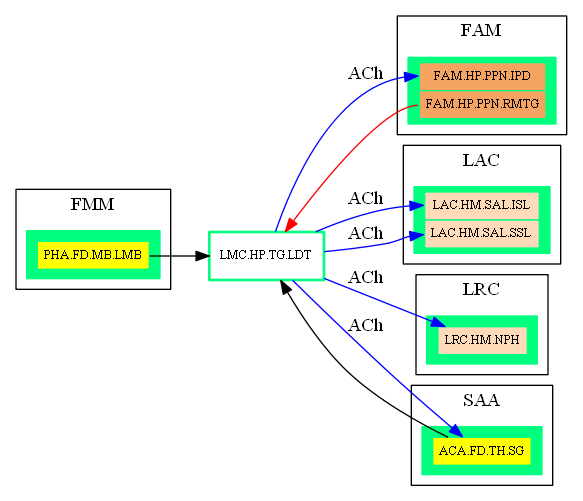 FMM
PHA.FD.MB.LMB
LMC.HP.TG.LDT
ACh
ACh
ACh
ACh
ACh
FAM
FAM.HP.PPN.IPD
FAM.HP.PPN.RMTG
LAC
LAC.HM.SAL.ISL
LAC.HM.SAL.SSL
LRC
LRC.HM.NPH
SAA
ACA.FD.TH.SG